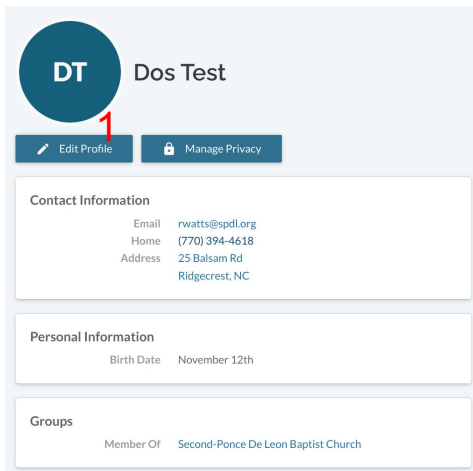 DT
Dos Test
1
Edit Profile
Manage Privacy
Contact Information
Email rwatts@spdl.org
Home (770) 394-4618
Address 25 Balsam Rd
Ridgecrest, NC
Personal Information
Birth Date November 12th
Groups
Member Of Second-Ponce De Leon Baptist Church